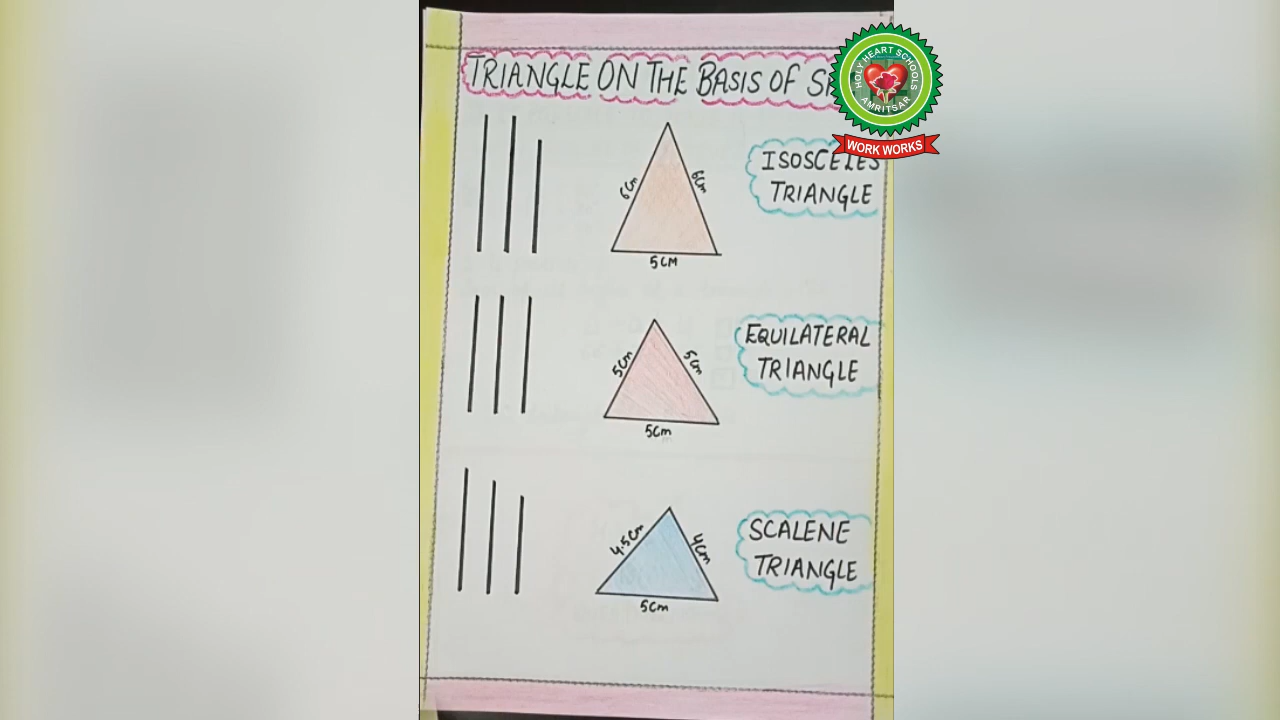 TRIANGLE ON THE BASIS OF
HOLY HEART SCHOOLS
AMRITSAR
WORK WORKS
6Cm
6Cm
5CM
ISOSCELES
TRIANGLE
5Cm
5Cm
5Cm
EQUILATERAL
TRIANGLE
4.5Cm
4Cm
5Cm
SCALENE
TRIANGLE